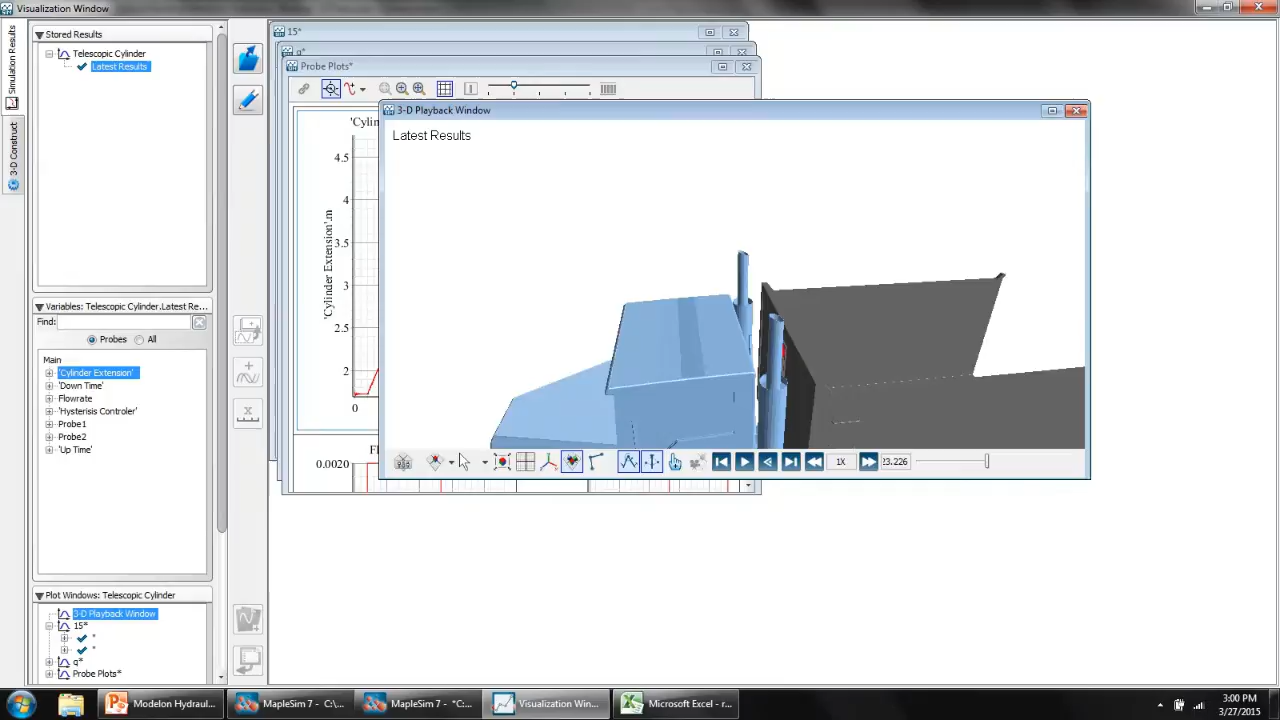 Visualization Window
Simulation Results
3-D Construct
Stored Results
Telescopic Cylinder
Latest Results
Variables: Telescopic Cylinder.Latest Re...
Find:
Probes
All
Main
'Cylinder Extension'
'Down Time'
Flowrate
'Hysterisis Controler'
Probe1
Probe2
'Up Time'
Plot Windows: Telescopic Cylinder
3-D Playback Window
15*
*
*
q*
Probe Plots*
15*
q*
Probe Plots*
'Cylin
4.5
4
3.5
3
2.5
2
0
'Cylinder Extension'.m
Fl
0.0020
3-D Playback Window
Latest Results
1X
23.226
Modelon Hydraul...
MapleSim 7 - C:\...
MapleSim 7 - *C:...
Visualization Win...
Microsoft Excel - r...
3:00 PM
3/27/2015